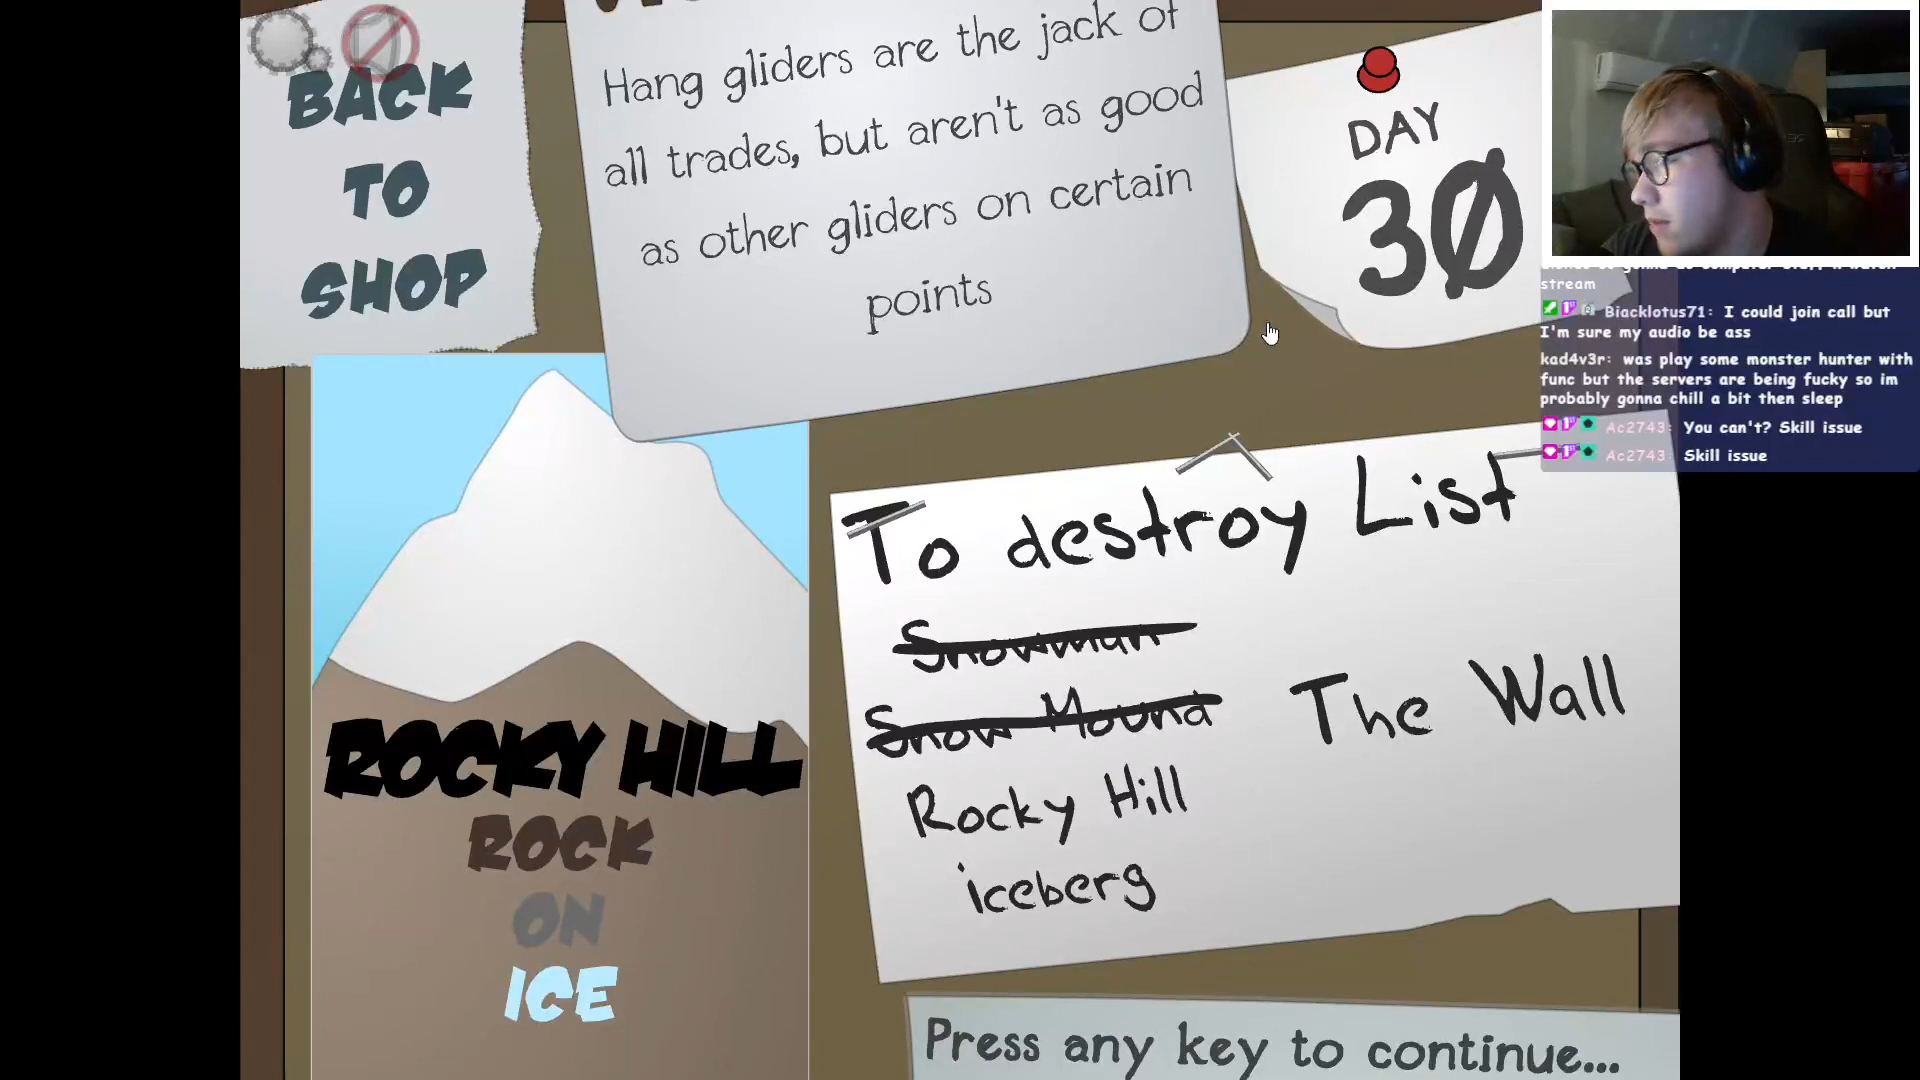 BACK
TO
SHOP
Hang gliders are the jack of
all trades, but aren't as good
as other gliders on certain
points
DAY
30
stream
Biacklotus71: I could join call but
I'm sure my audio be ass
kad4v3r: was play some monster hunter with
func but the servers are being fucky so im
probably gonna chill a bit then sleep
Ac2743: You can't? Skill issue
Ac2743: Skill issue
To destroy List
Snowman
Snow Mound
The Wall
Rocky Hill
iceberg
ROCKY HILL
ROCK
ON
ICE
Press any key to continue...